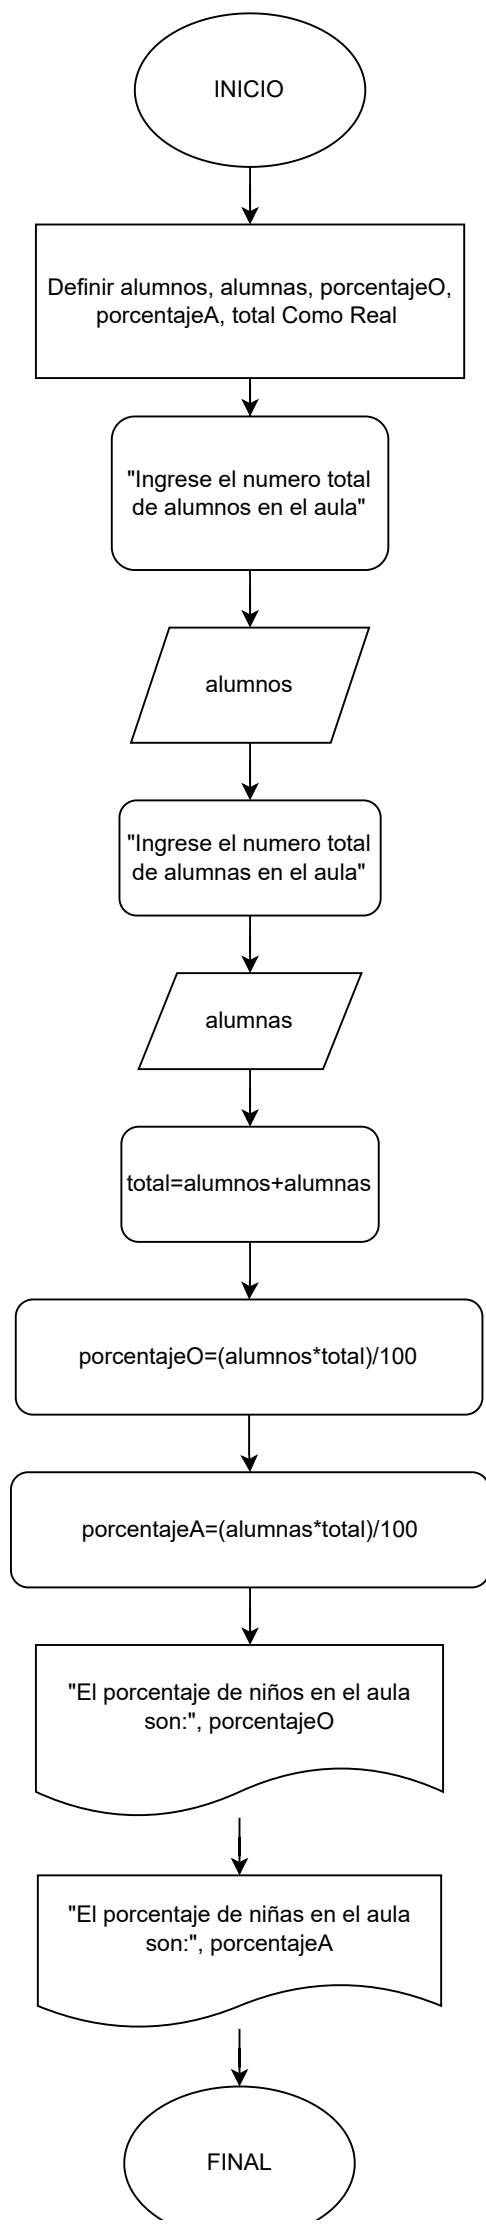 INICIO
Definir alumnos, alumnas, porcentajeO,
porcentajeA, total Como Real
"Ingrese el numero total
de alumnos en el aula"
alumnos
"Ingrese el numero total
de alumnas en el aula"
alumnas
total=alumnos+alumnas
porcentajeO=(alumnos*total)/100
porcentajeA=(alumnas*total)/100
"El porcentaje de niños en el aula
son:", porcentajeO
"El porcentaje de niñas en el aula
son:", porcentajeA
FINAL